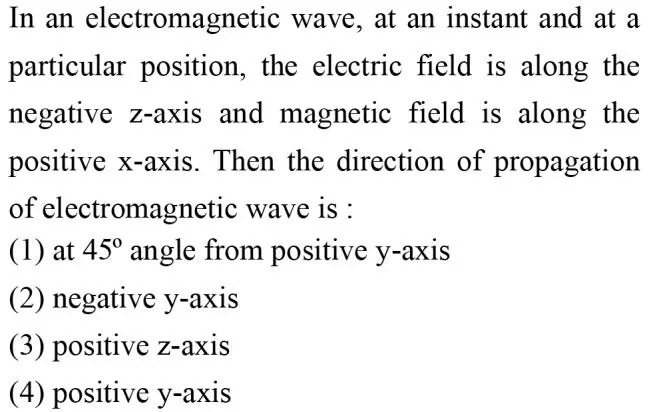 In an electromagnetic wave, at an instant and at a
particular position, the electric field is along the
negative z-axis and magnetic field is along the
positive x-axis. Then the direction of propagation
of electromagnetic wave is :
(1) at 45º angle from positive y-axis
(2) negative y-axis
(3) positive z-axis
(4) positive y-axis